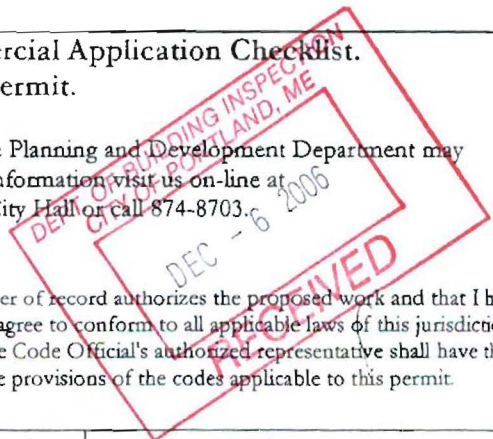 ercial Application Checklist.
ermit.
e Planning and Development Department may
nformation visit us on-line at
City Hall or call 874-8703.
DEPT. OF BUILDING INSPECTION
CITY OF PORTLAND, ME
DEC - 6 2006
RECEIVED
er of record authorizes the proposed work and that I h
agree to conform to all applicable laws of this jurisdictio
e Code Official's authorized representative shall have th
e provisions of the codes applicable to this permit.